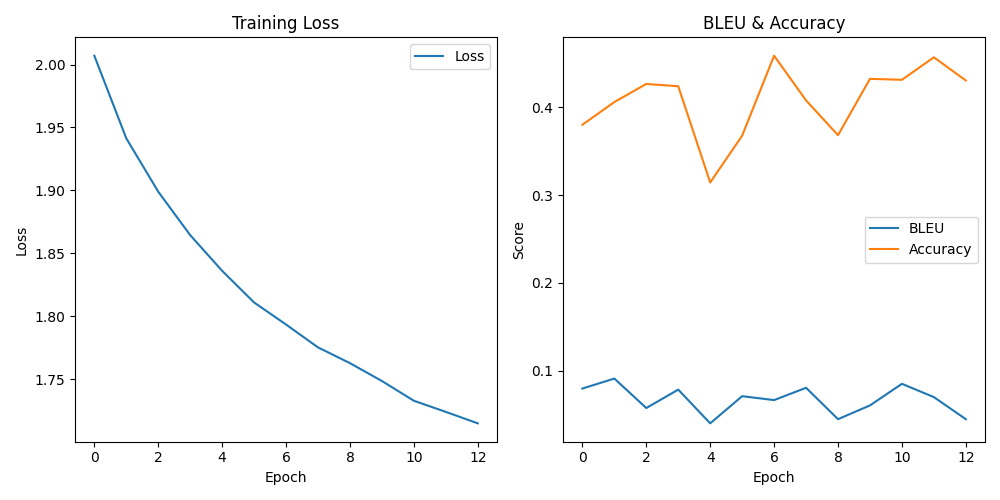 Training Loss
Loss
2.00
1.95
1.90
1.85
1.80
1.75
Loss
0 2 4 6 8 10 12
Epoch
BLEU & Accuracy
0.4
0.3
0.2
0.1
Score
BLEU
Accuracy
0 2 4 6 8 10 12
Epoch